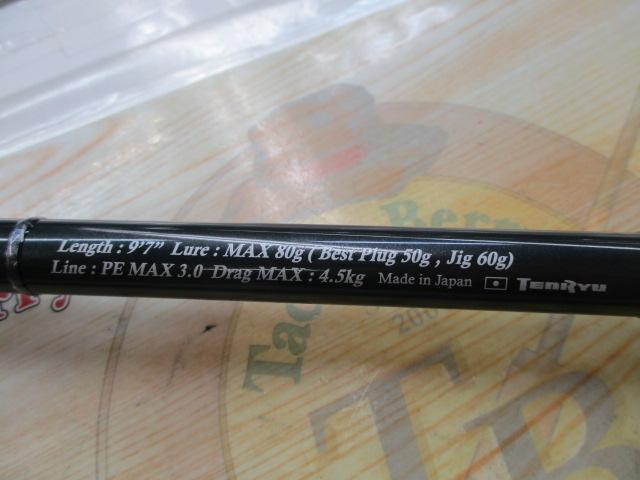 Length : 9'7" Lure : MAX 80g ( Best Plug 50g , Jig 60g)
Line : PE MAX 3.0 Drag MAX : 4.5kg Made in Japan TENRYU
TB